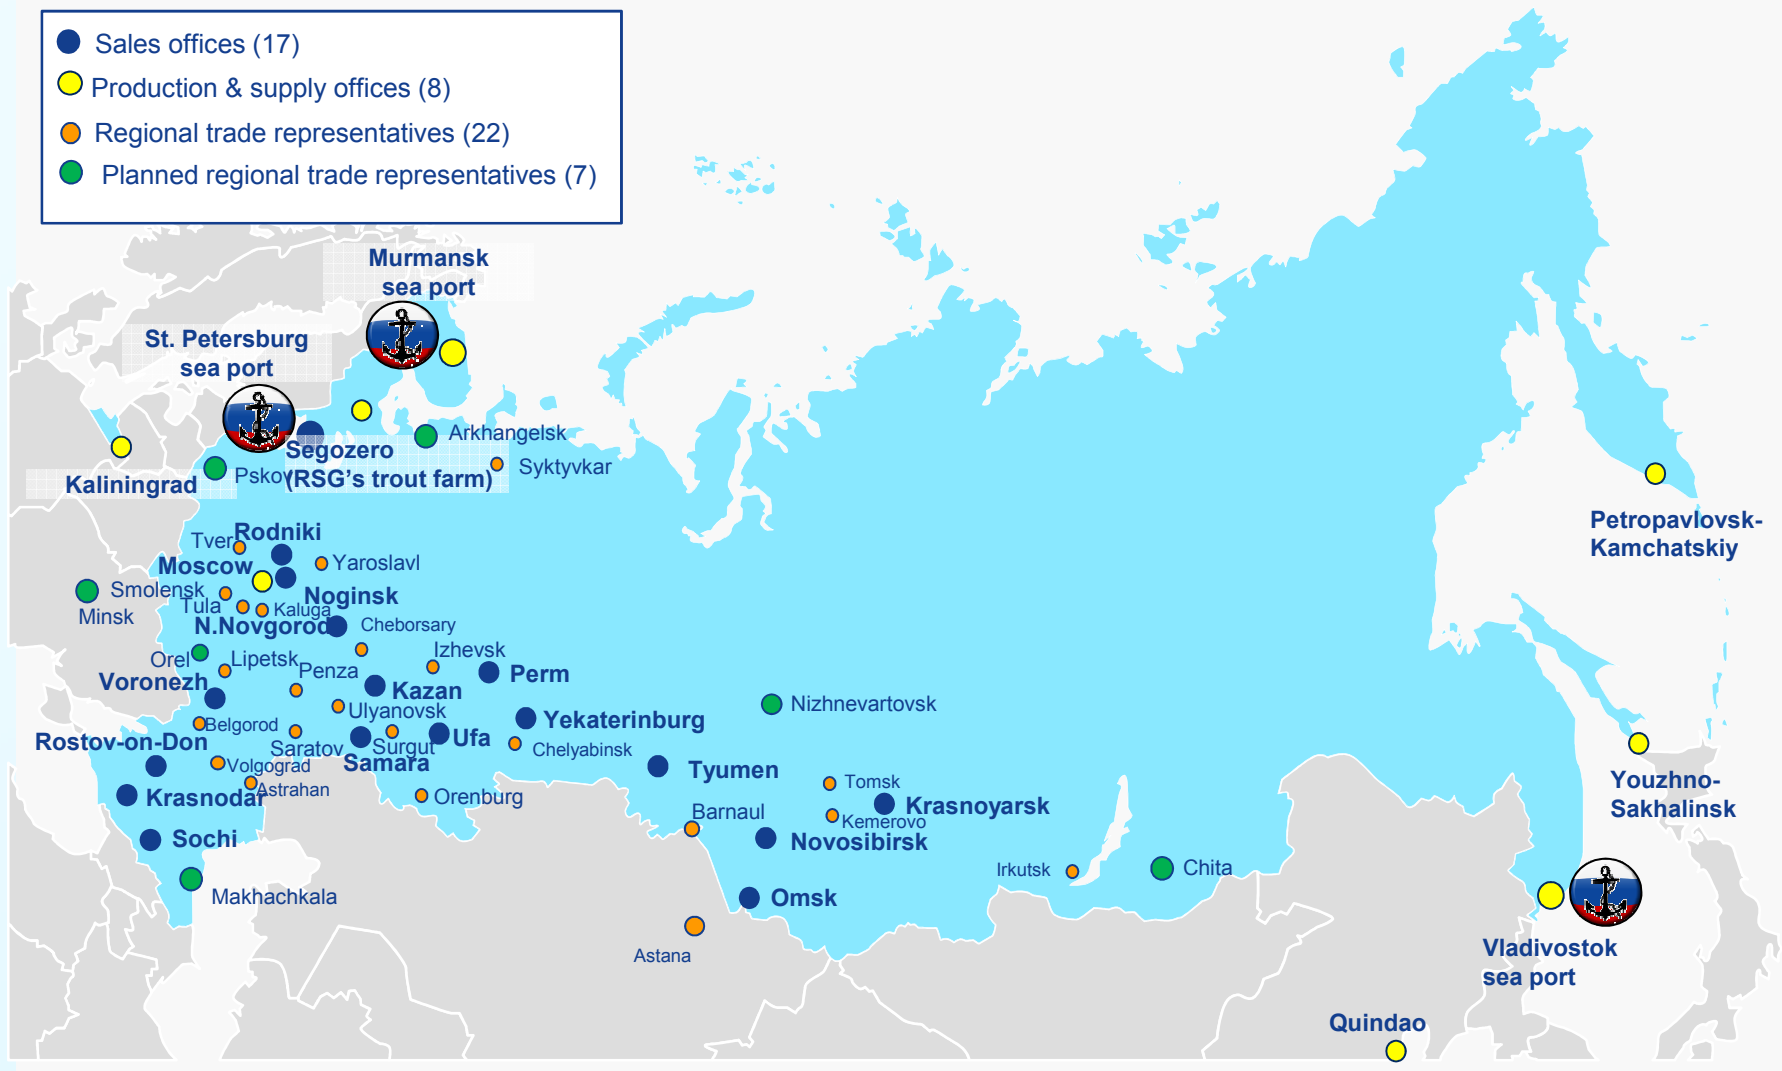 Sales offices (17)
Production & supply offices (8)
Regional trade representatives (22)
Planned regional trade representatives (7)
Murmansk
sea port
St. Petersburg
sea port
Arkhangelsk
Segozero
(RSG's trout farm)
Syktyvkar
Pskov
Kaliningrad
Petropavlovsk-
Kamchatskiy
Rodniki
Tver
Moscow
Yaroslavl
Smolensk
Minsk
Noginsk
Tula
Kaluga
N.Novgorod
Cheborsary
Izhevsk
Orel
Lipetsk
Penza
Perm
Voronezh
Kazan
Nizhnevartovsk
Ulyanovsk
Yekaterinburg
Belgorod
Rostov-on-Don
Saratov
Surgut
Ufa
Chelyabinsk
Samara
Volgograd
Tyumen
Youzhno-
Sakhalinsk
Astrahan
Krasnodar
Orenburg
Tomsk
Krasnoyarsk
Barnaul
Kemerovo
Sochi
Novosibirsk
Irkutsk
Chita
Makhachkala
Omsk
Astana
Vladivostok
sea port
Quindao